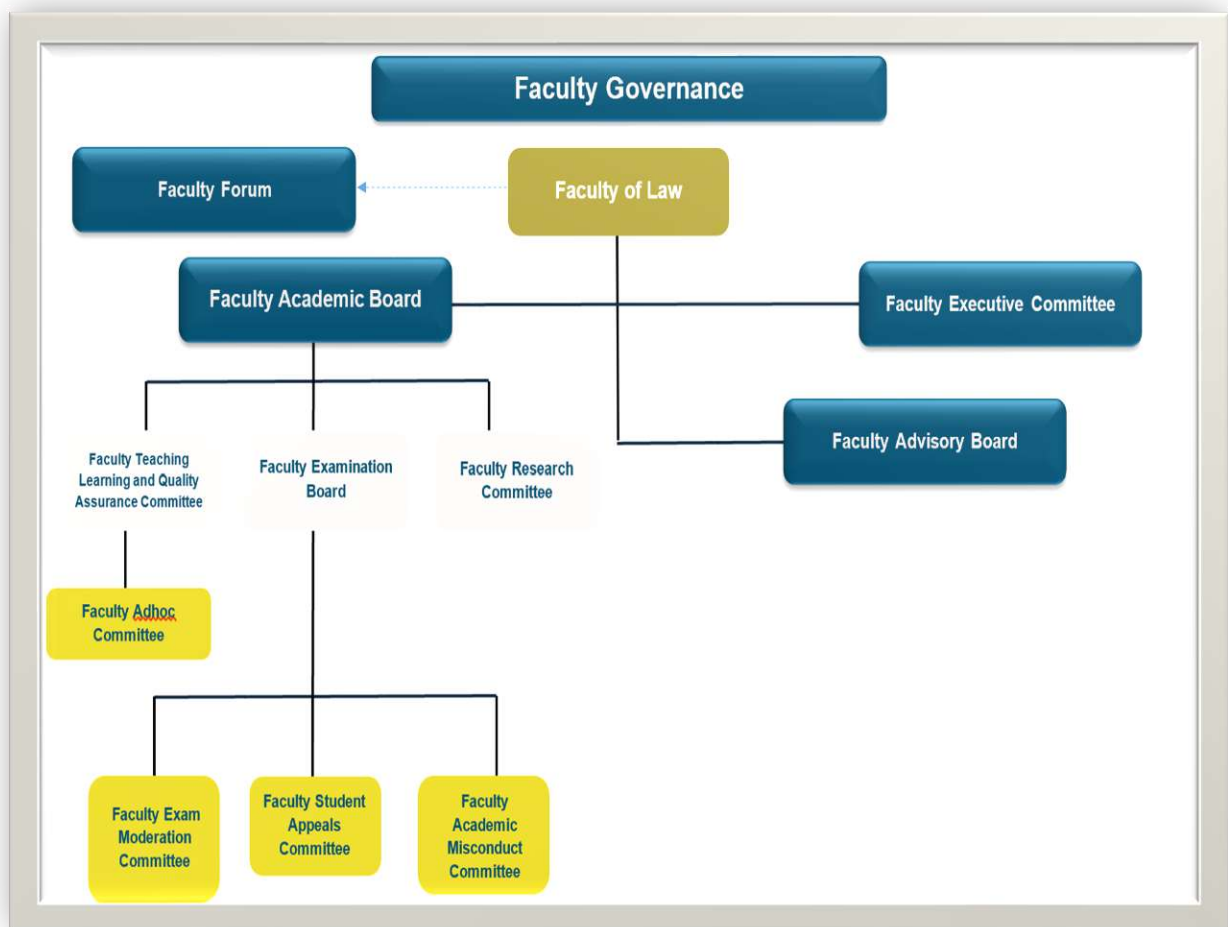 Faculty Governance
Faculty Forum
Faculty of Law
Faculty Academic Board
Faculty Executive Committee
Faculty Advisory Board
Faculty Teaching
Learning and Quality
Assurance Committee
Faculty Examination
Board
Faculty Research
Committee
Faculty Adhoc
Committee
Faculty Exam
Moderation
Committee
Faculty Student
Appeals
Committee
Faculty
Academic
Misconduct
Committee